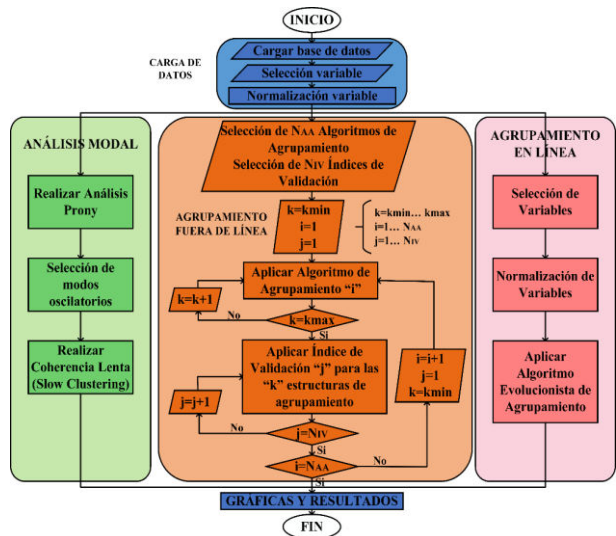 INICIO
CARGA DE
DATOS
Cargar base de datos
Selección variable
Normalización variable
ANÁLISIS MODAL
Realizar Análisis
Prony
Selección de
modos
oscilatorios
Realizar
Coherencia Lenta
(Slow Clustering)
Selección de NAA Algoritmos de
Agrupamiento
Selección de NIV Índices de
Validación
AGRUPAMIENTO
FUERA DE LÍNEA
k=kmin
i=1
j=1
k=kmin... kmax
i=1... NAA
j=1... NIV
Aplicar Algoritmo de
Agrupamiento “i”
k=k+1
No
k=kmax
Si
Aplicar Índice de
Validación “j” para las
“k” estructuras de
agrupamiento
j=j+1
No
j=NIV
Si
i=NAA
No
Si
i=i+1
j=1
k=kmin
AGRUPAMIENTO
EN LÍNEA
Selección de
Variables
Normalización de
Variables
Aplicar
Algoritmo
Evolucionista de
Agrupamiento
GRÁFICAS Y RESULTADOS
FIN